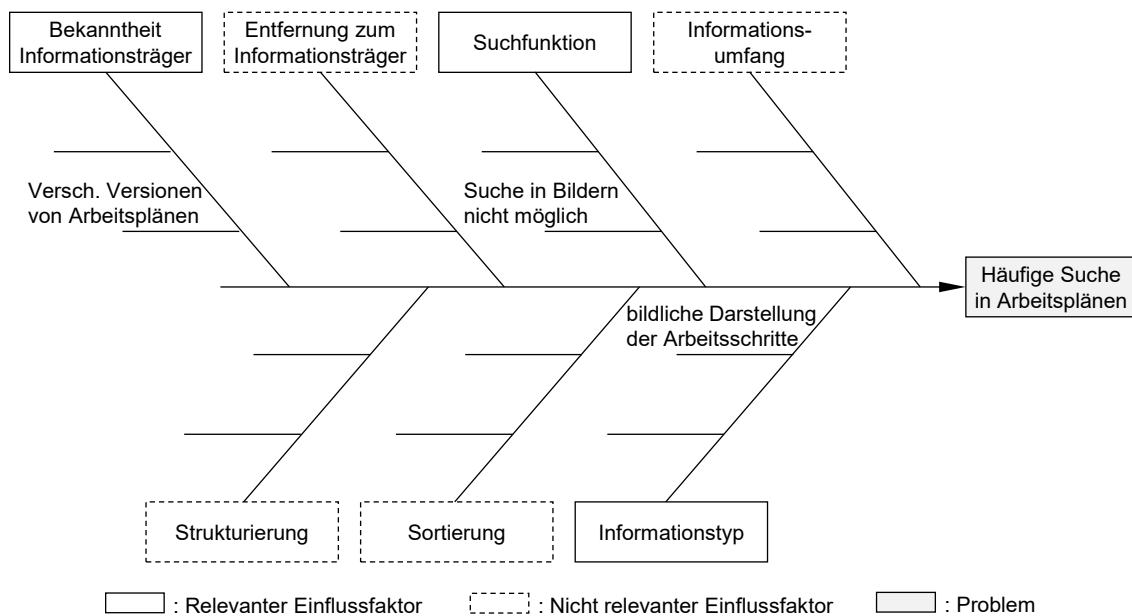 Bekanntheit
Informationsträger
Entfernung zum
Informationsträger
Suchfunktion
Informations-
umfang
Versch. Versionen
von Arbeitsplänen
Suche in Bildern
nicht möglich
Häufige Suche
in Arbeitsplänen
bildliche Darstellung
der Arbeitsschritte
Strukturierung
Sortierung
Informationstyp
: Relevanter Einflussfaktor
: Nicht relevanter Einflussfaktor
: Problem